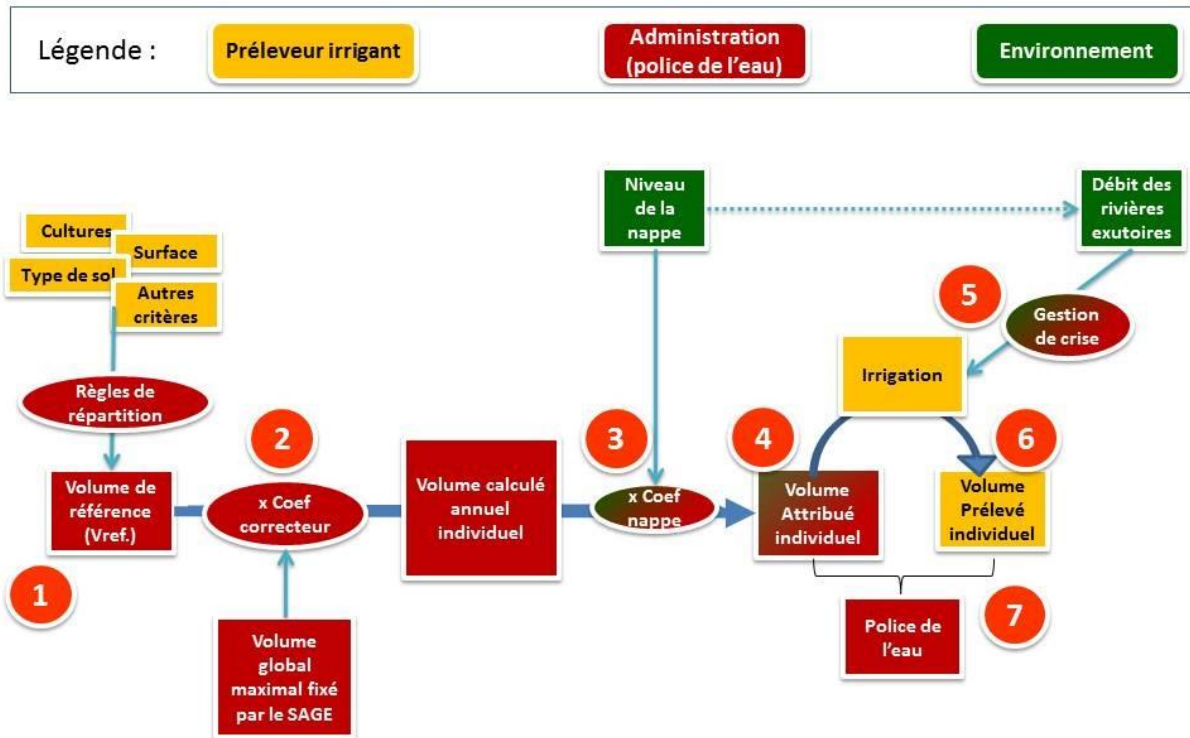 Légende :
Préleveur irrigant
Administration
(police de l'eau)
Environnement
Cultures
Surface
Type de sol
Autres
critères
Règles de
répartition
1
Volume de
référence
(Vref.)
2
x Coef
correcteur
Volume
global
maximal fixé
par le SAGE
Volume calculé
annuel
individuel
Niveau
de la
nappe
3
x Coef
nappe
4
Volume
Attribué
individuel
Débit des
rivières
exutoires
5
Gestion
de crise
Irrigation
6
Volume
Prélevé
individuel
7
Police de
l'eau